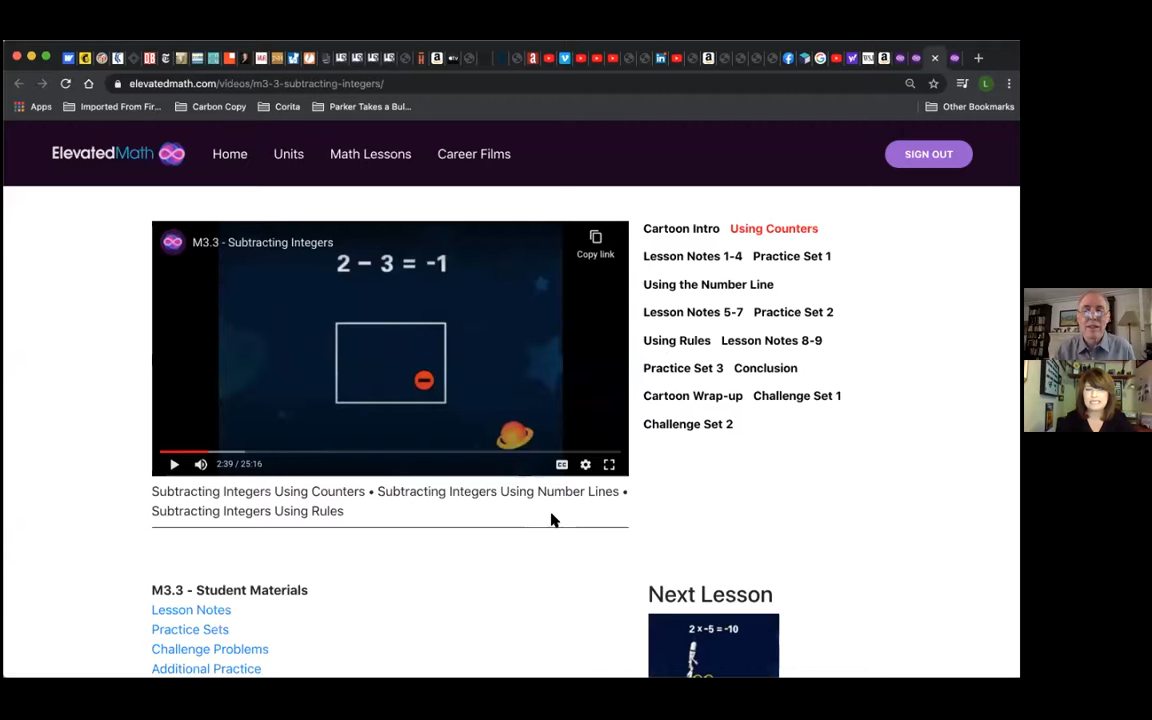 elevatedmath.com/videos/m3-3-subtracting-integers/
L
Apps Imported From Fir... Carbon Copy Corita Parker Takes a Bul... Other Bookmarks
ElevatedMath Home Units Math Lessons Career Films SIGN OUT
M3.3 - Subtracting Integers
Copy link
2 − 3 = -1
2:39 / 25:16
CC
Cartoon Intro Using Counters
Lesson Notes 1-4 Practice Set 1
Using the Number Line
Lesson Notes 5-7 Practice Set 2
Using Rules Lesson Notes 8-9
Practice Set 3 Conclusion
Cartoon Wrap-up Challenge Set 1
Challenge Set 2
Subtracting Integers Using Counters • Subtracting Integers Using Number Lines •
Subtracting Integers Using Rules
M3.3 - Student Materials
Lesson Notes
Practice Sets
Challenge Problems
Additional Practice
Next Lesson
2 x -5 = -10